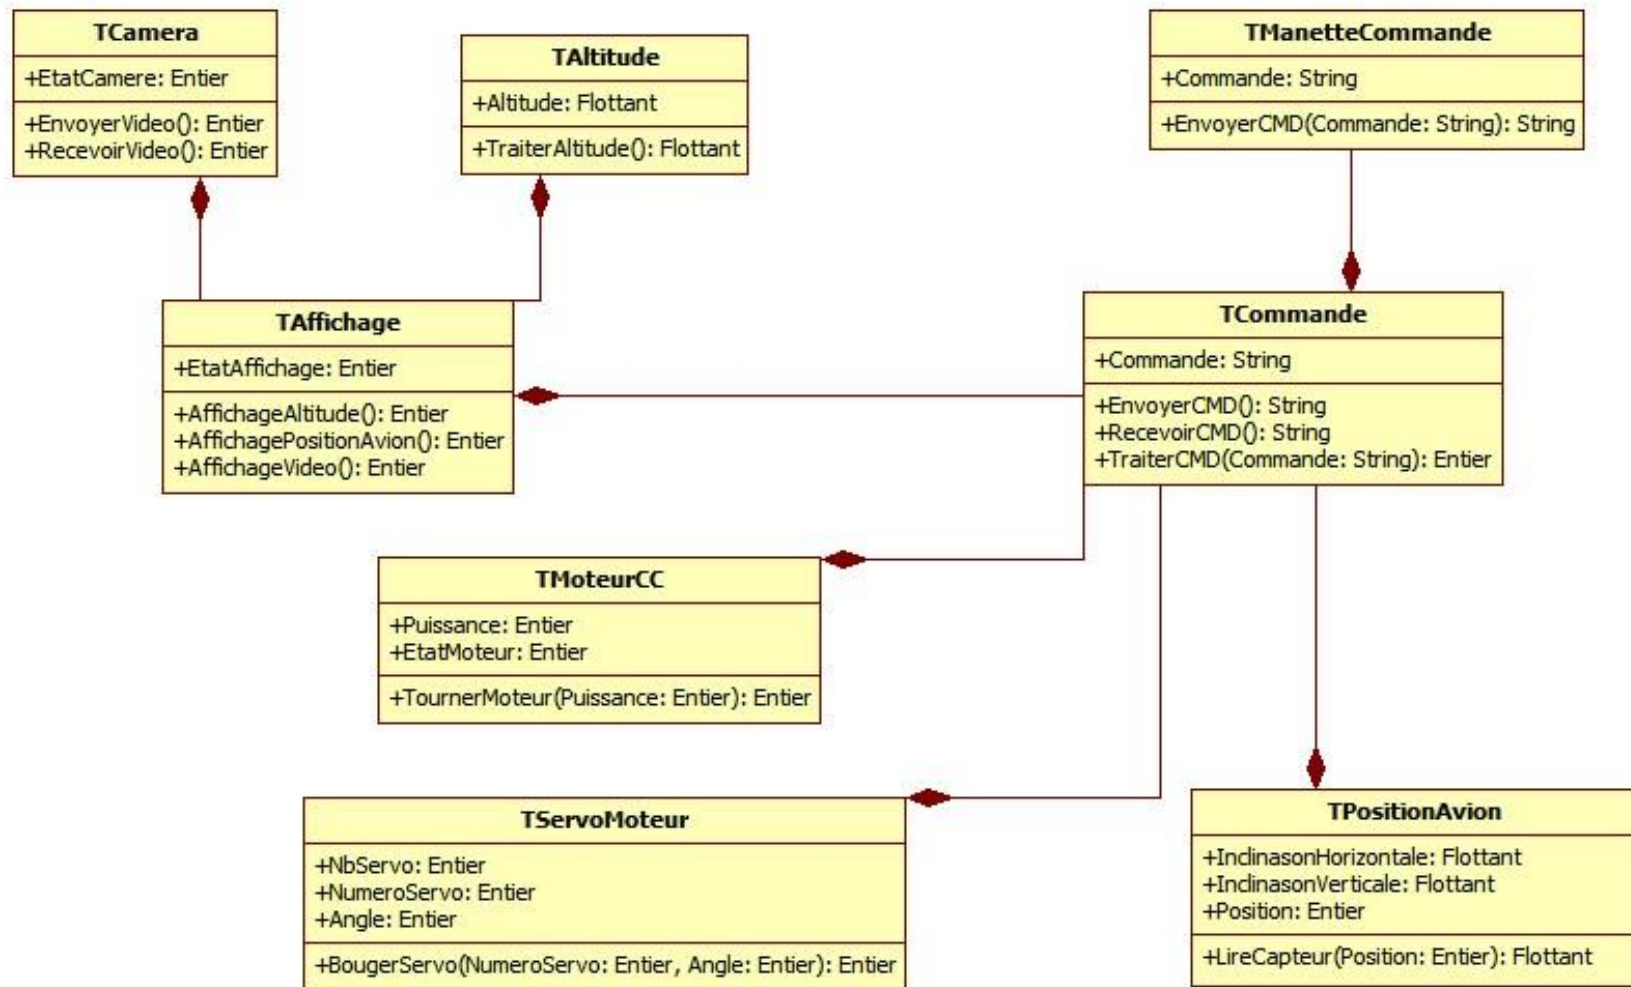 TCamera
+EtatCamere: Entier
+EnvoyerVideo(): Entier
+RecevoirVideo(): Entier
TAltitude
+Altitude: Flottant
+TraiterAltitude(): Flottant
TManetteCommande
+Commande: String
+EnvoyerCMD(Commande: String): String
TAffichage
+EtatAffichage: Entier
+AffichageAltitude(): Entier
+AffichagePositionAvion(): Entier
+AffichageVideo(): Entier
TCommande
+Commande: String
+EnvoyerCMD(): String
+RecevoirCMD(): String
+TraiterCMD(Commande: String): Entier
TMoteurCC
+Puissance: Entier
+EtatMoteur: Entier
+TournerMoteur(Puissance: Entier): Entier
TServoMoteur
+NbServo: Entier
+NumeroServo: Entier
+Angle: Entier
+BougerServo(NumeroServo: Entier, Angle: Entier): Entier
TPositionAvion
+InclinasonHorizontale: Flottant
+InclinasonVerticale: Flottant
+Position: Entier
+LireCapteur(Position: Entier): Flottant